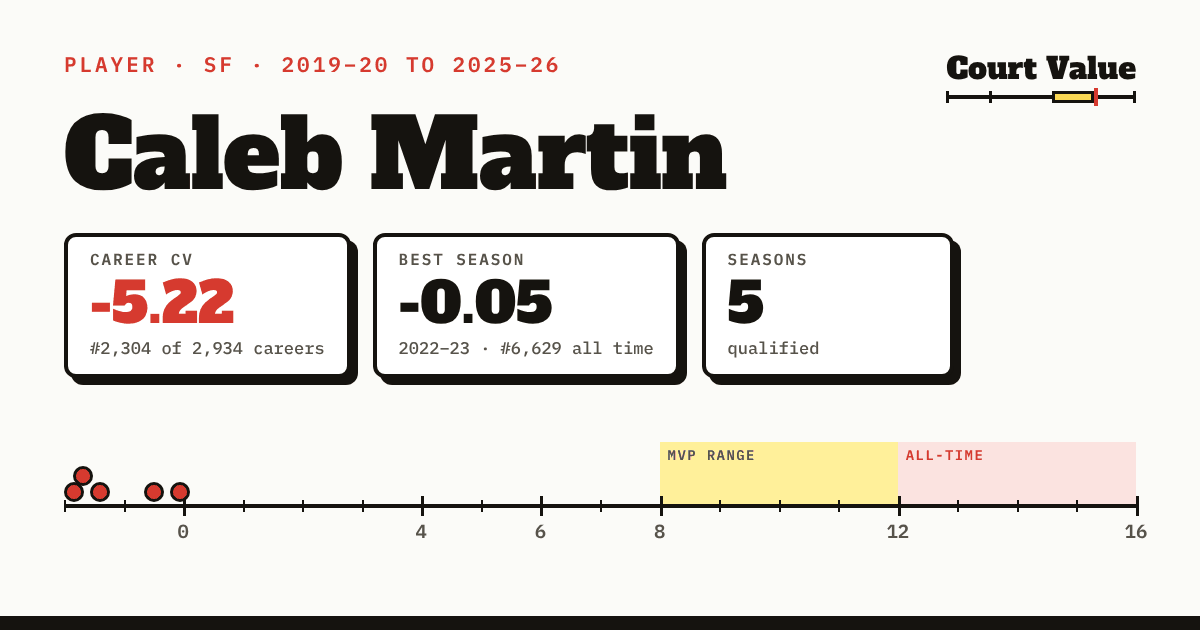 PLAYER · SF · 2019–20 TO 2025–26
Court Value
Caleb Martin
CAREER CV
-5.22
#2,304 of 2,934 careers
BEST SEASON
-0.05
2022–23 · #6,629 all time
SEASONS
5
qualified
MVP RANGE
ALL-TIME
0 4 6 8 12 16